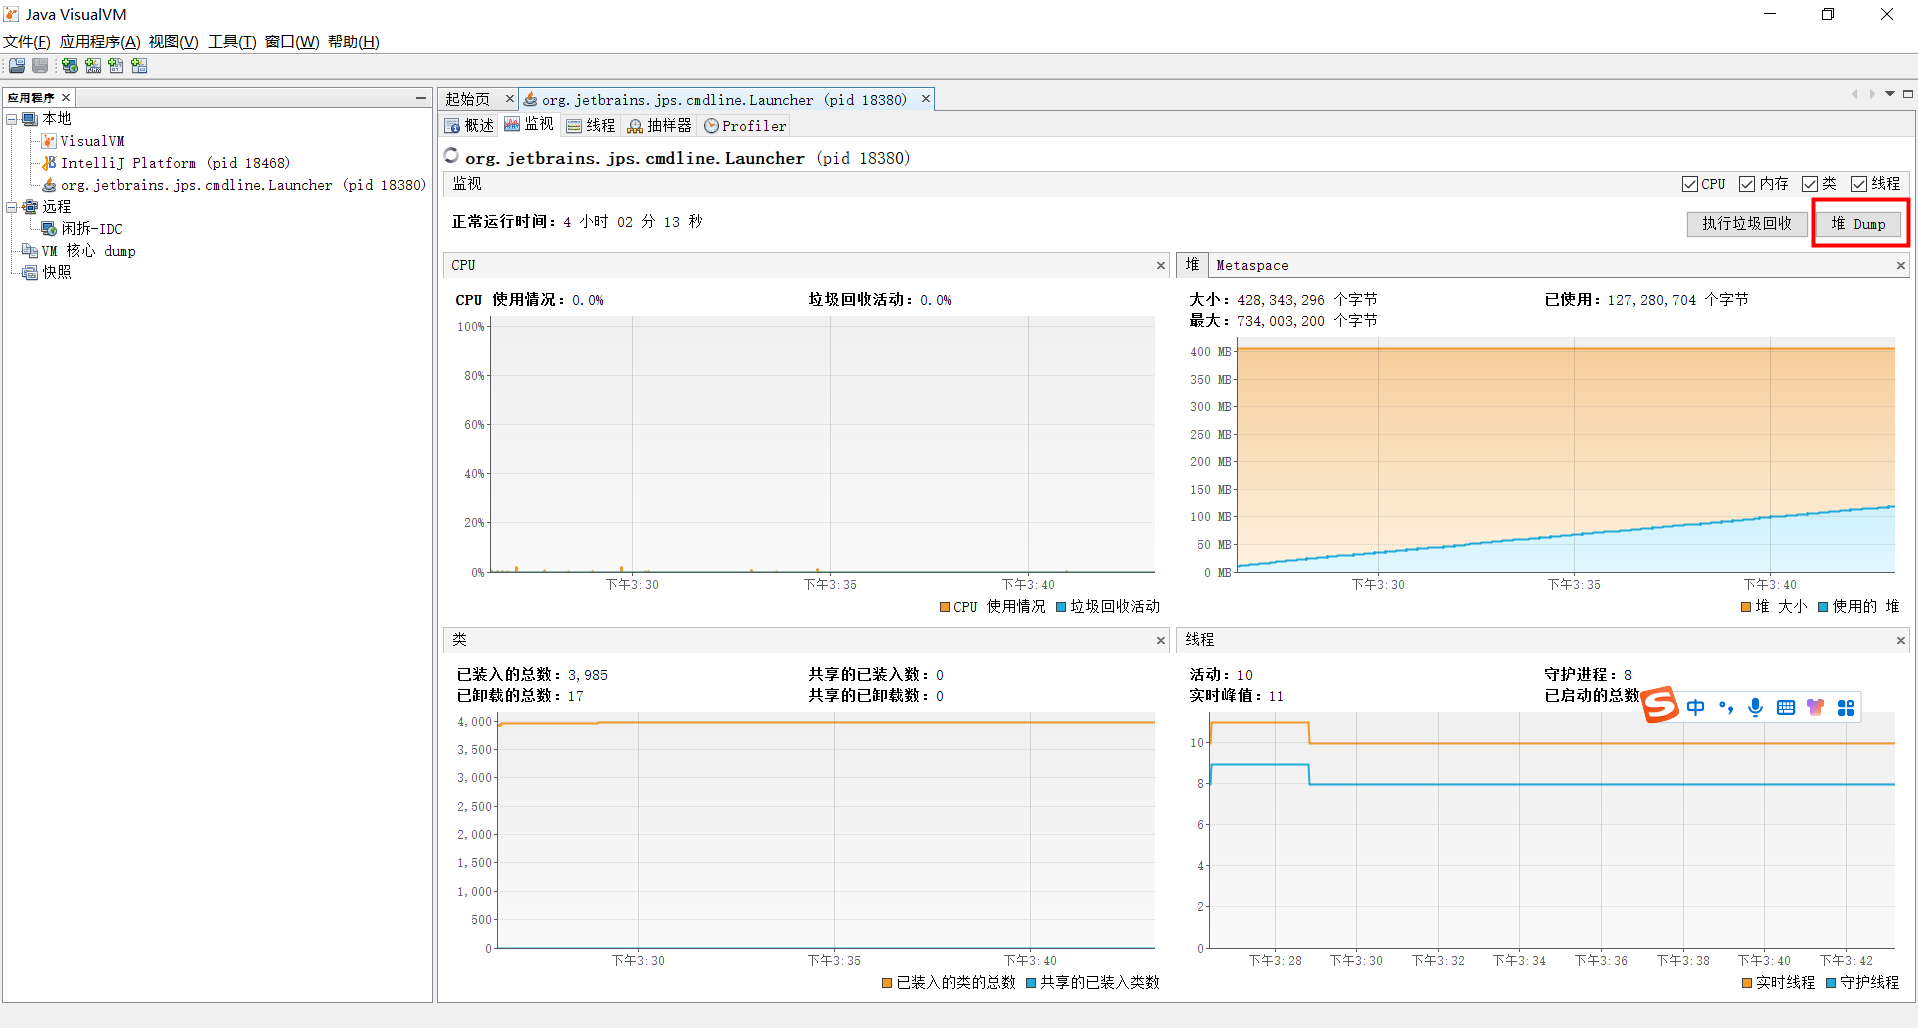 Java VisualVM
文件(F) 应用程序(A) 视图(V) 工具(T) 窗口(W) 帮助(H)
应用程序
本地
VisualVM
IntelliJ Platform (pid 18468)
org.jetbrains.jps.cmdline.Launcher (pid 18380)
远程
闲拆-IDC
VM 核心 dump
快照
起始页 org.jetbrains.jps.cmdline.Launcher (pid 18380)
概述 监视 线程 抽样器 Profiler
org.jetbrains.jps.cmdline.Launcher (pid 18380)
监视 CPU 内存 类 线程
正常运行时间：4 小时 02 分 13 秒 执行垃圾回收 堆 Dump
CPU
CPU 使用情况：0.0% 垃圾回收活动：0.0%
100%
80%
60%
40%
20%
0%
下午3:30 下午3:35 下午3:40
CPU 使用情况 垃圾回收活动
堆 Metaspace
大小：428,343,296 个字节 已使用：127,280,704 个字节
最大：734,003,200 个字节
400 MB
350 MB
300 MB
250 MB
200 MB
150 MB
100 MB
50 MB
0 MB
下午3:30 下午3:35 下午3:40
堆 大小 使用的 堆
类
已装入的总数：3,985 共享的已装入数：0
已卸载的总数：17 共享的已卸载数：0
4,000
3,500
3,000
2,500
2,000
1,500
1,000
500
0
下午3:30 下午3:35 下午3:40
已装入的类的总数 共享的已装入类数
线程
活动：10 守护进程：8
实时峰值：11 已启动的总数
S 中
10
8
6
4
2
0
下午3:28 下午3:30 下午3:32 下午3:34 下午3:36 下午3:38 下午3:40 下午3:42
实时线程 守护线程